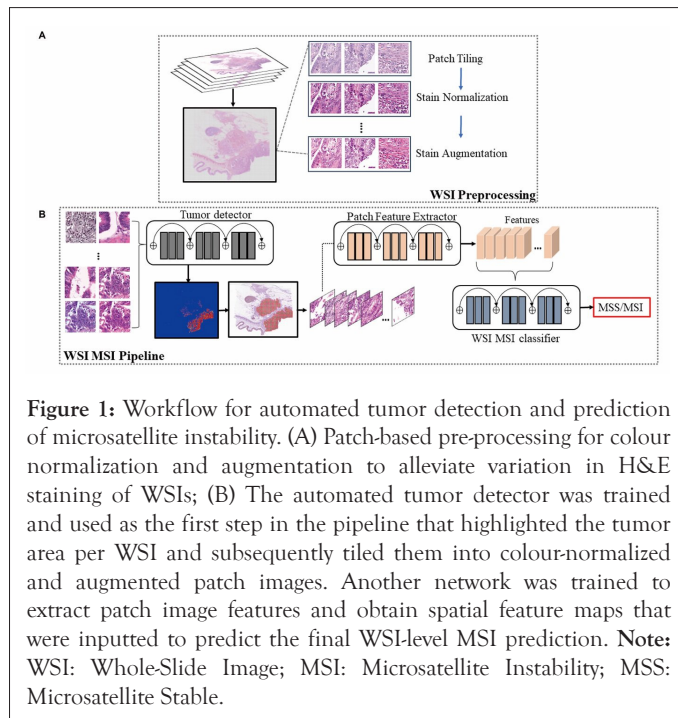 A
Patch Tiling
Stain Normalization
Stain Augmentation
WSI Preprocessing
B
Tumor detector
Patch Feature Extractor
Features
...
...
MSS/MSI
WSI MSI classifier
WSI MSI Pipeline
Figure 1: Workflow for automated tumor detection and prediction
of microsatellite instability. (A) Patch-based pre-processing for colour
normalization and augmentation to alleviate variation in H&E
staining of WSIs; (B) The automated tumor detector was trained
and used as the first step in the pipeline that highlighted the tumor
area per WSI and subsequently tiled them into colour-normalized
and augmented patch images. Another network was trained to
extract patch image features and obtain spatial feature maps that
were inputted to predict the final WSI-level MSI prediction. Note:
WSI: Whole-Slide Image; MSI: Microsatellite Instability; MSS:
Microsatellite Stable.